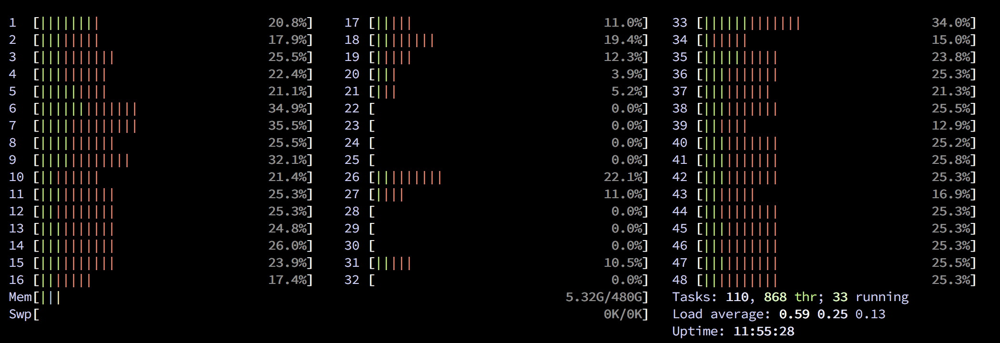 1 [|||||||| 20.8%] 17 [||||| 11.0%] 33 [||||||||||||| 34.0%]
2 [|||||||| 17.9%] 18 [|||||||| 19.4%] 34 [|||||| 15.0%]
3 [|||||||||| 25.5%] 19 [||||| 12.3%] 35 [|||||||||| 23.8%]
4 [||||||||| 22.4%] 20 [||| 3.9%] 36 [|||||||||| 25.3%]
5 [||||||||| 21.1%] 21 [||| 5.2%] 37 [||||||||| 21.3%]
6 [||||||||||||| 34.9%] 22 [ 0.0%] 38 [|||||||||| 25.5%]
7 [||||||||||||| 35.5%] 23 [ 0.0%] 39 [|||||| 12.9%]
8 [|||||||||| 25.5%] 24 [ 0.0%] 40 [|||||||||| 25.2%]
9 [|||||||||||| 32.1%] 25 [ 0.0%] 41 [|||||||||| 25.8%]
10 [|||||||| 21.4%] 26 [||||||||| 22.1%] 42 [|||||||||| 25.3%]
11 [|||||||||| 25.3%] 27 [|||| 11.0%] 43 [||||||| 16.9%]
12 [|||||||||| 25.3%] 28 [ 0.0%] 44 [|||||||||| 25.3%]
13 [|||||||||| 24.8%] 29 [ 0.0%] 45 [|||||||||| 25.3%]
14 [|||||||||| 26.0%] 30 [ 0.0%] 46 [|||||||||| 25.3%]
15 [|||||||||| 23.9%] 31 [||||| 10.5%] 47 [|||||||||| 25.5%]
16 [||||||| 17.4%] 32 [ 0.0%] 48 [|||||||||| 25.3%]
Mem[||| 5.32G/480G] Tasks: 110, 868 thr; 33 running
Swp[ 0K/0K] Load average: 0.59 0.25 0.13
Uptime: 11:55:28